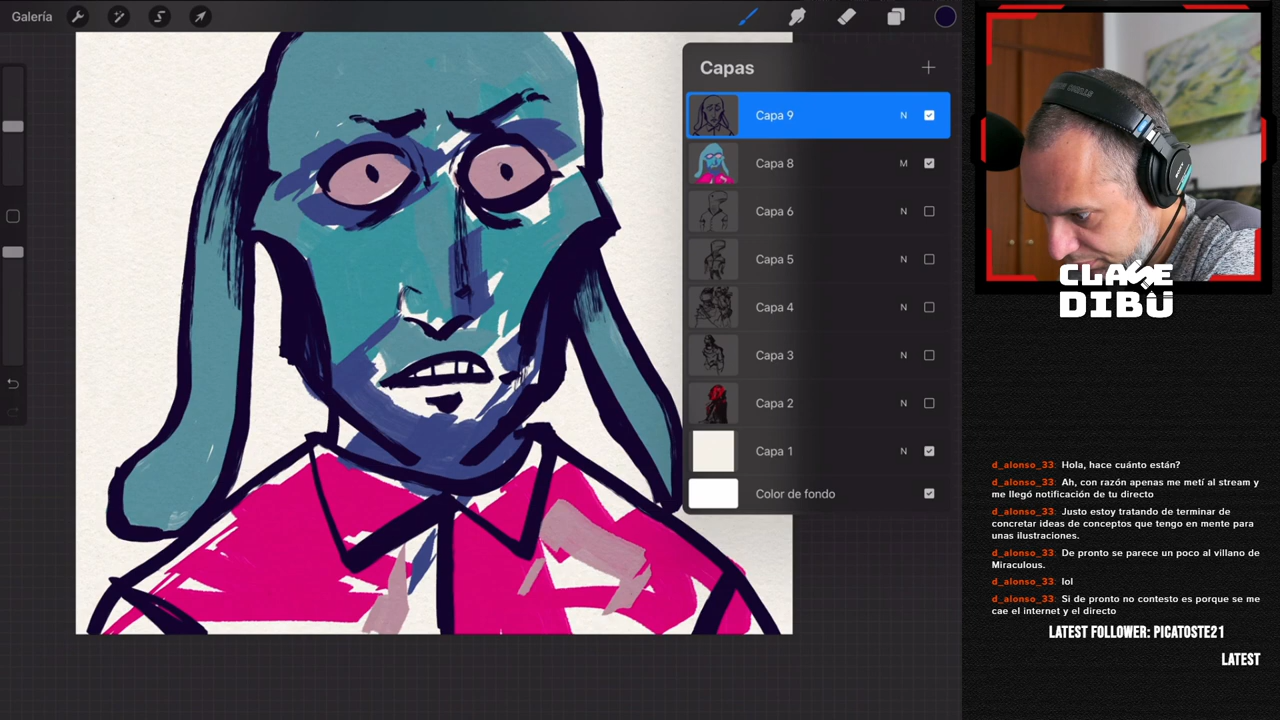 Galería
Capas
Capa 9 N
Capa 8 M
Capa 6 N
Capa 5 N
Capa 4 N
Capa 3 N
Capa 2 N
Capa 1 N
Color de fondo
SONY
CLASE
DIBU
d_alonso_33: Hola, hace cuánto están?
d_alonso_33: Ah, con razón apenas me metí al stream y
me llegó notificación de tu directo
d_alonso_33: Justo estoy tratando de terminar de
concretar ideas de conceptos que tengo en mente para
unas ilustraciones.
d_alonso_33: De pronto se parece un poco al villano de
Miraculous.
d_alonso_33: lol
d_alonso_33: Si de pronto no contesto es porque se me
cae el internet y el directo
LATEST FOLLOWER: PICATOSTE21
LATEST